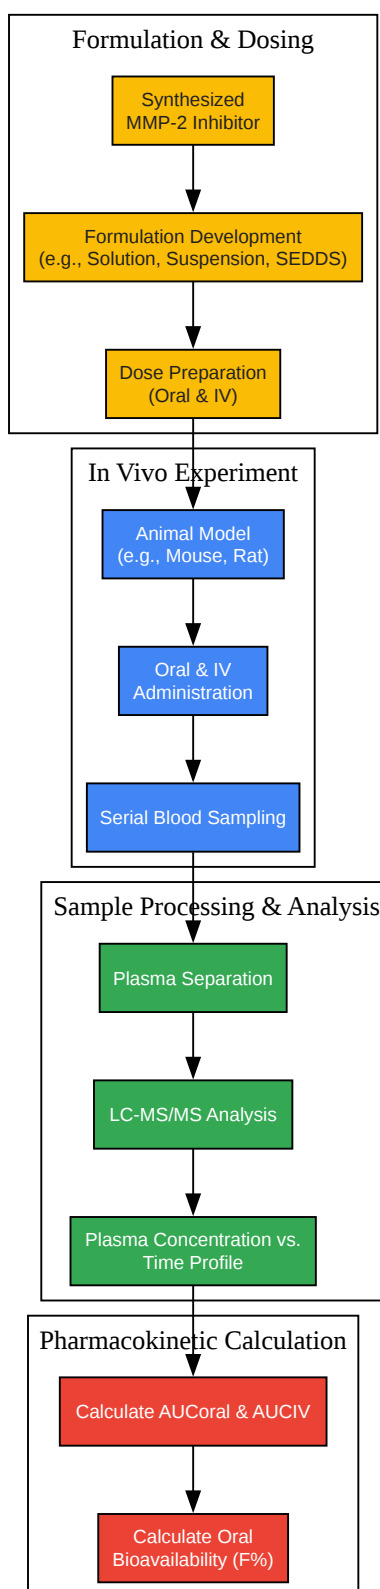 Formulation & Dosing
Synthesized
MMP-2 Inhibitor
Formulation Development
(e.g., Solution, Suspension, SEDDS)
Dose Preparation
(Oral & IV)
In Vivo Experiment
Animal Model
(e.g., Mouse, Rat)
Oral & IV
Administration
Serial Blood Sampling
Sample Processing & Analysis
Plasma Separation
LC-MS/MS Analysis
Plasma Concentration vs.
Time Profile
Pharmacokinetic Calculation
Calculate AUCoral & AUCIV
Calculate Oral
Bioavailability (F%)